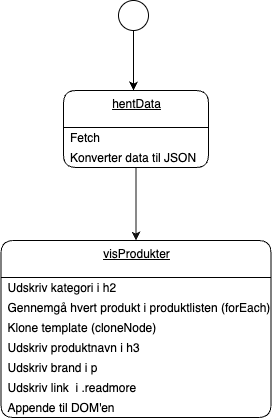 hentData
Fetch
Konverter data til JSON
visProdukter
Udskriv kategori i h2
Gennemgå hvert produkt i produktlisten (forEach)
Klone template (cloneNode)
Udskriv produktnavn i h3
Udskriv brand i p
Udskriv link i .readmore
Appende til DOM'en